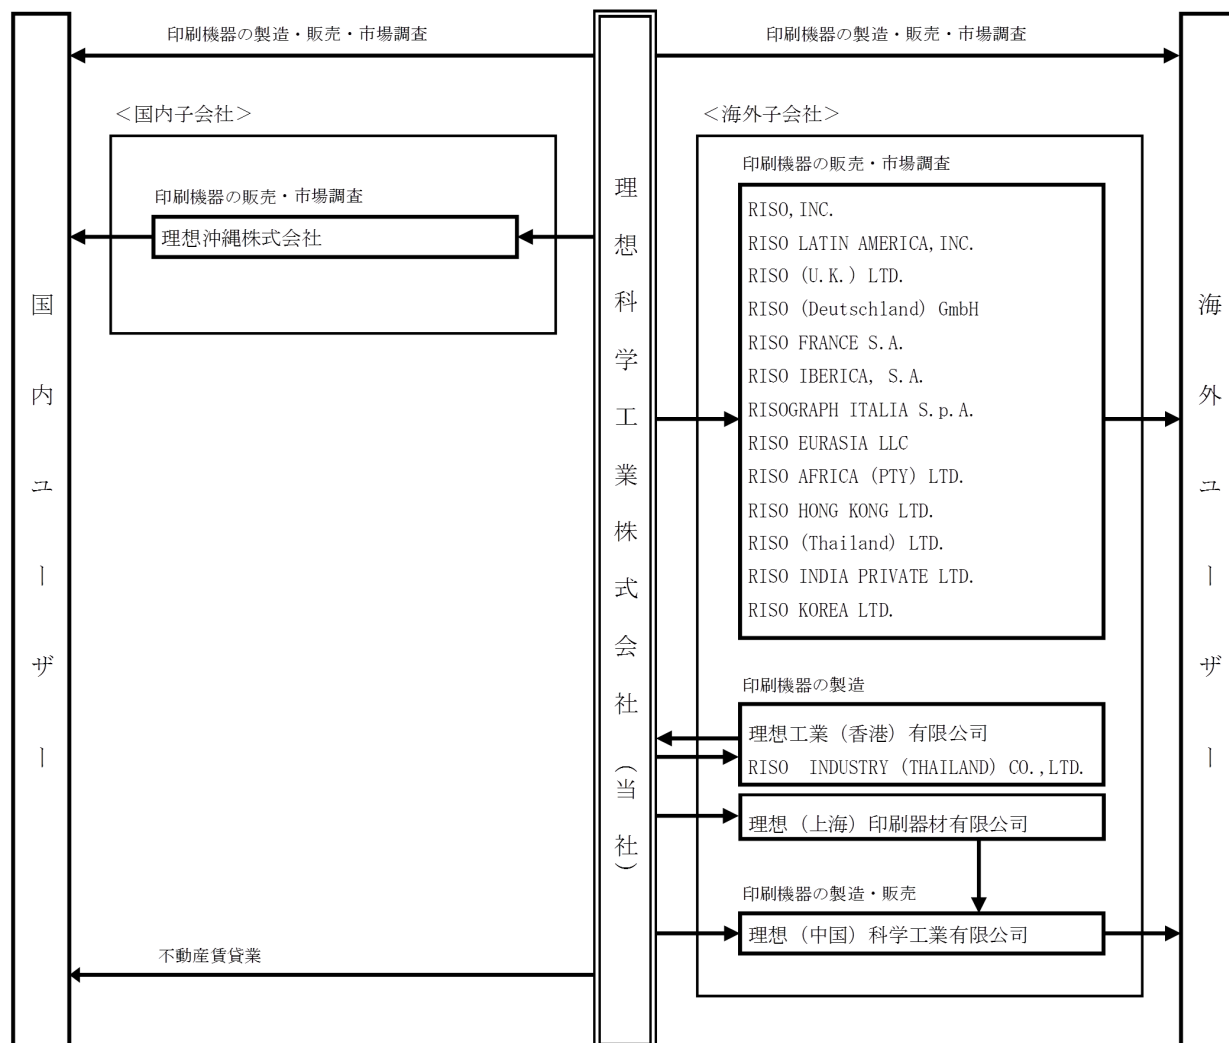 印刷機器の製造・販売・市場調査
印刷機器の製造・販売・市場調査
国内ユーザー
<国内子会社>
印刷機器の販売・市場調査
理想沖縄株式会社
理想科学工業株式会社(当社)
<海外子会社>
印刷機器の販売・市場調査
RISO,INC.
RISO LATIN AMERICA,INC.
RISO (U.K.) LTD.
RISO (Deutschland) GmbH
RISO FRANCE S.A.
RISO IBERICA, S.A.
RISOGRAPH ITALIA S.p.A.
RISO EURASIA LLC
RISO AFRICA (PTY) LTD.
RISO HONG KONG LTD.
RISO (Thailand) LTD.
RISO INDIA PRIVATE LTD.
RISO KOREA LTD.
印刷機器の製造
理想工業(香港)有限公司
RISO INDUSTRY (THAILAND) CO.,LTD.
理想(上海)印刷器材有限公司
印刷機器の製造・販売
理想(中国)科学工業有限公司
海外ユーザー
不動産賃貸業